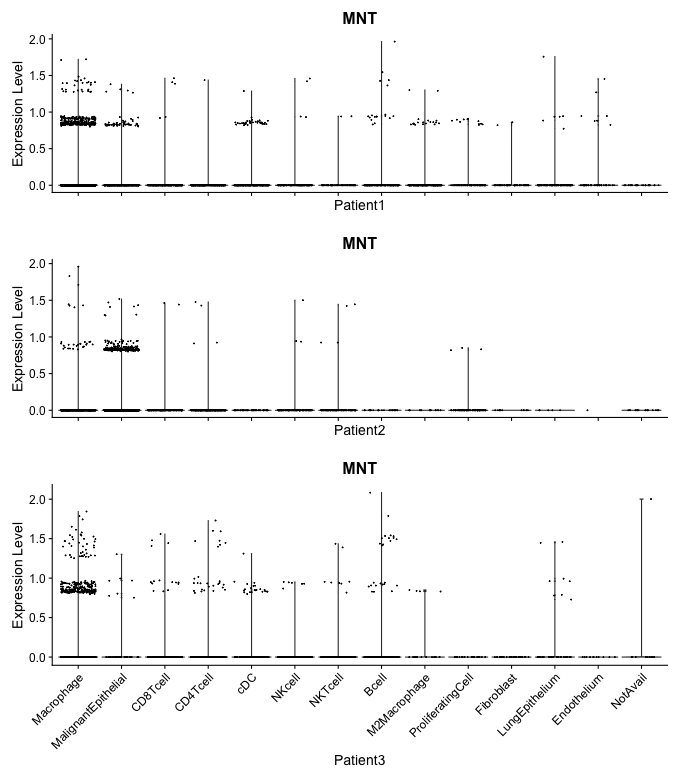 MNT
Expression Level
2.0
1.5
1.0
0.5
0.0
Patient1
MNT
Expression Level
2.0
1.5
1.0
0.5
0.0
Patient2
MNT
Expression Level
2.0
1.5
1.0
0.5
0.0
Macrophage
MalignantEpithelial
CD8Tcell
CD4Tcell
cDC
NKcell
NKTcell
Bcell
M2Macrophage
ProliferatingCell
Fibroblast
LungEpithelium
Endothelium
NotAvail
Patient3